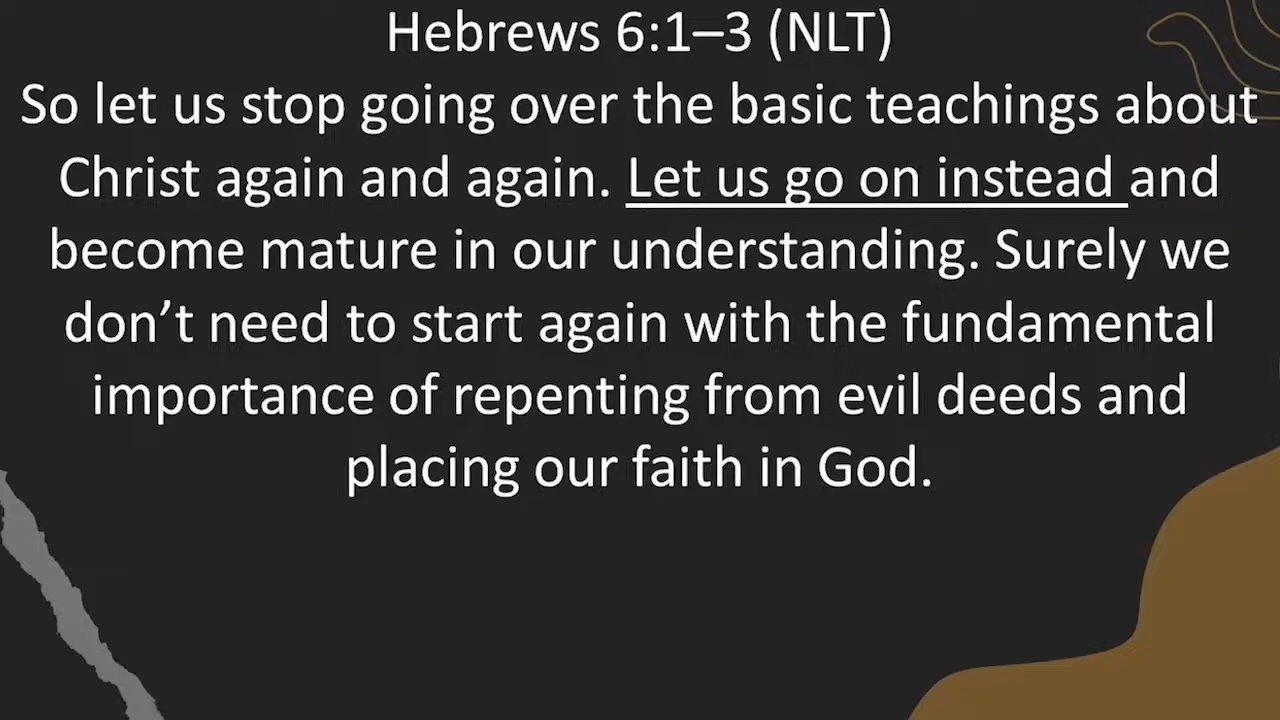 Hebrews 6:1–3 (NLT)
So let us stop going over the basic teachings about
Christ again and again. Let us go on instead and
become mature in our understanding. Surely we
don’t need to start again with the fundamental
importance of repenting from evil deeds and
placing our faith in God.